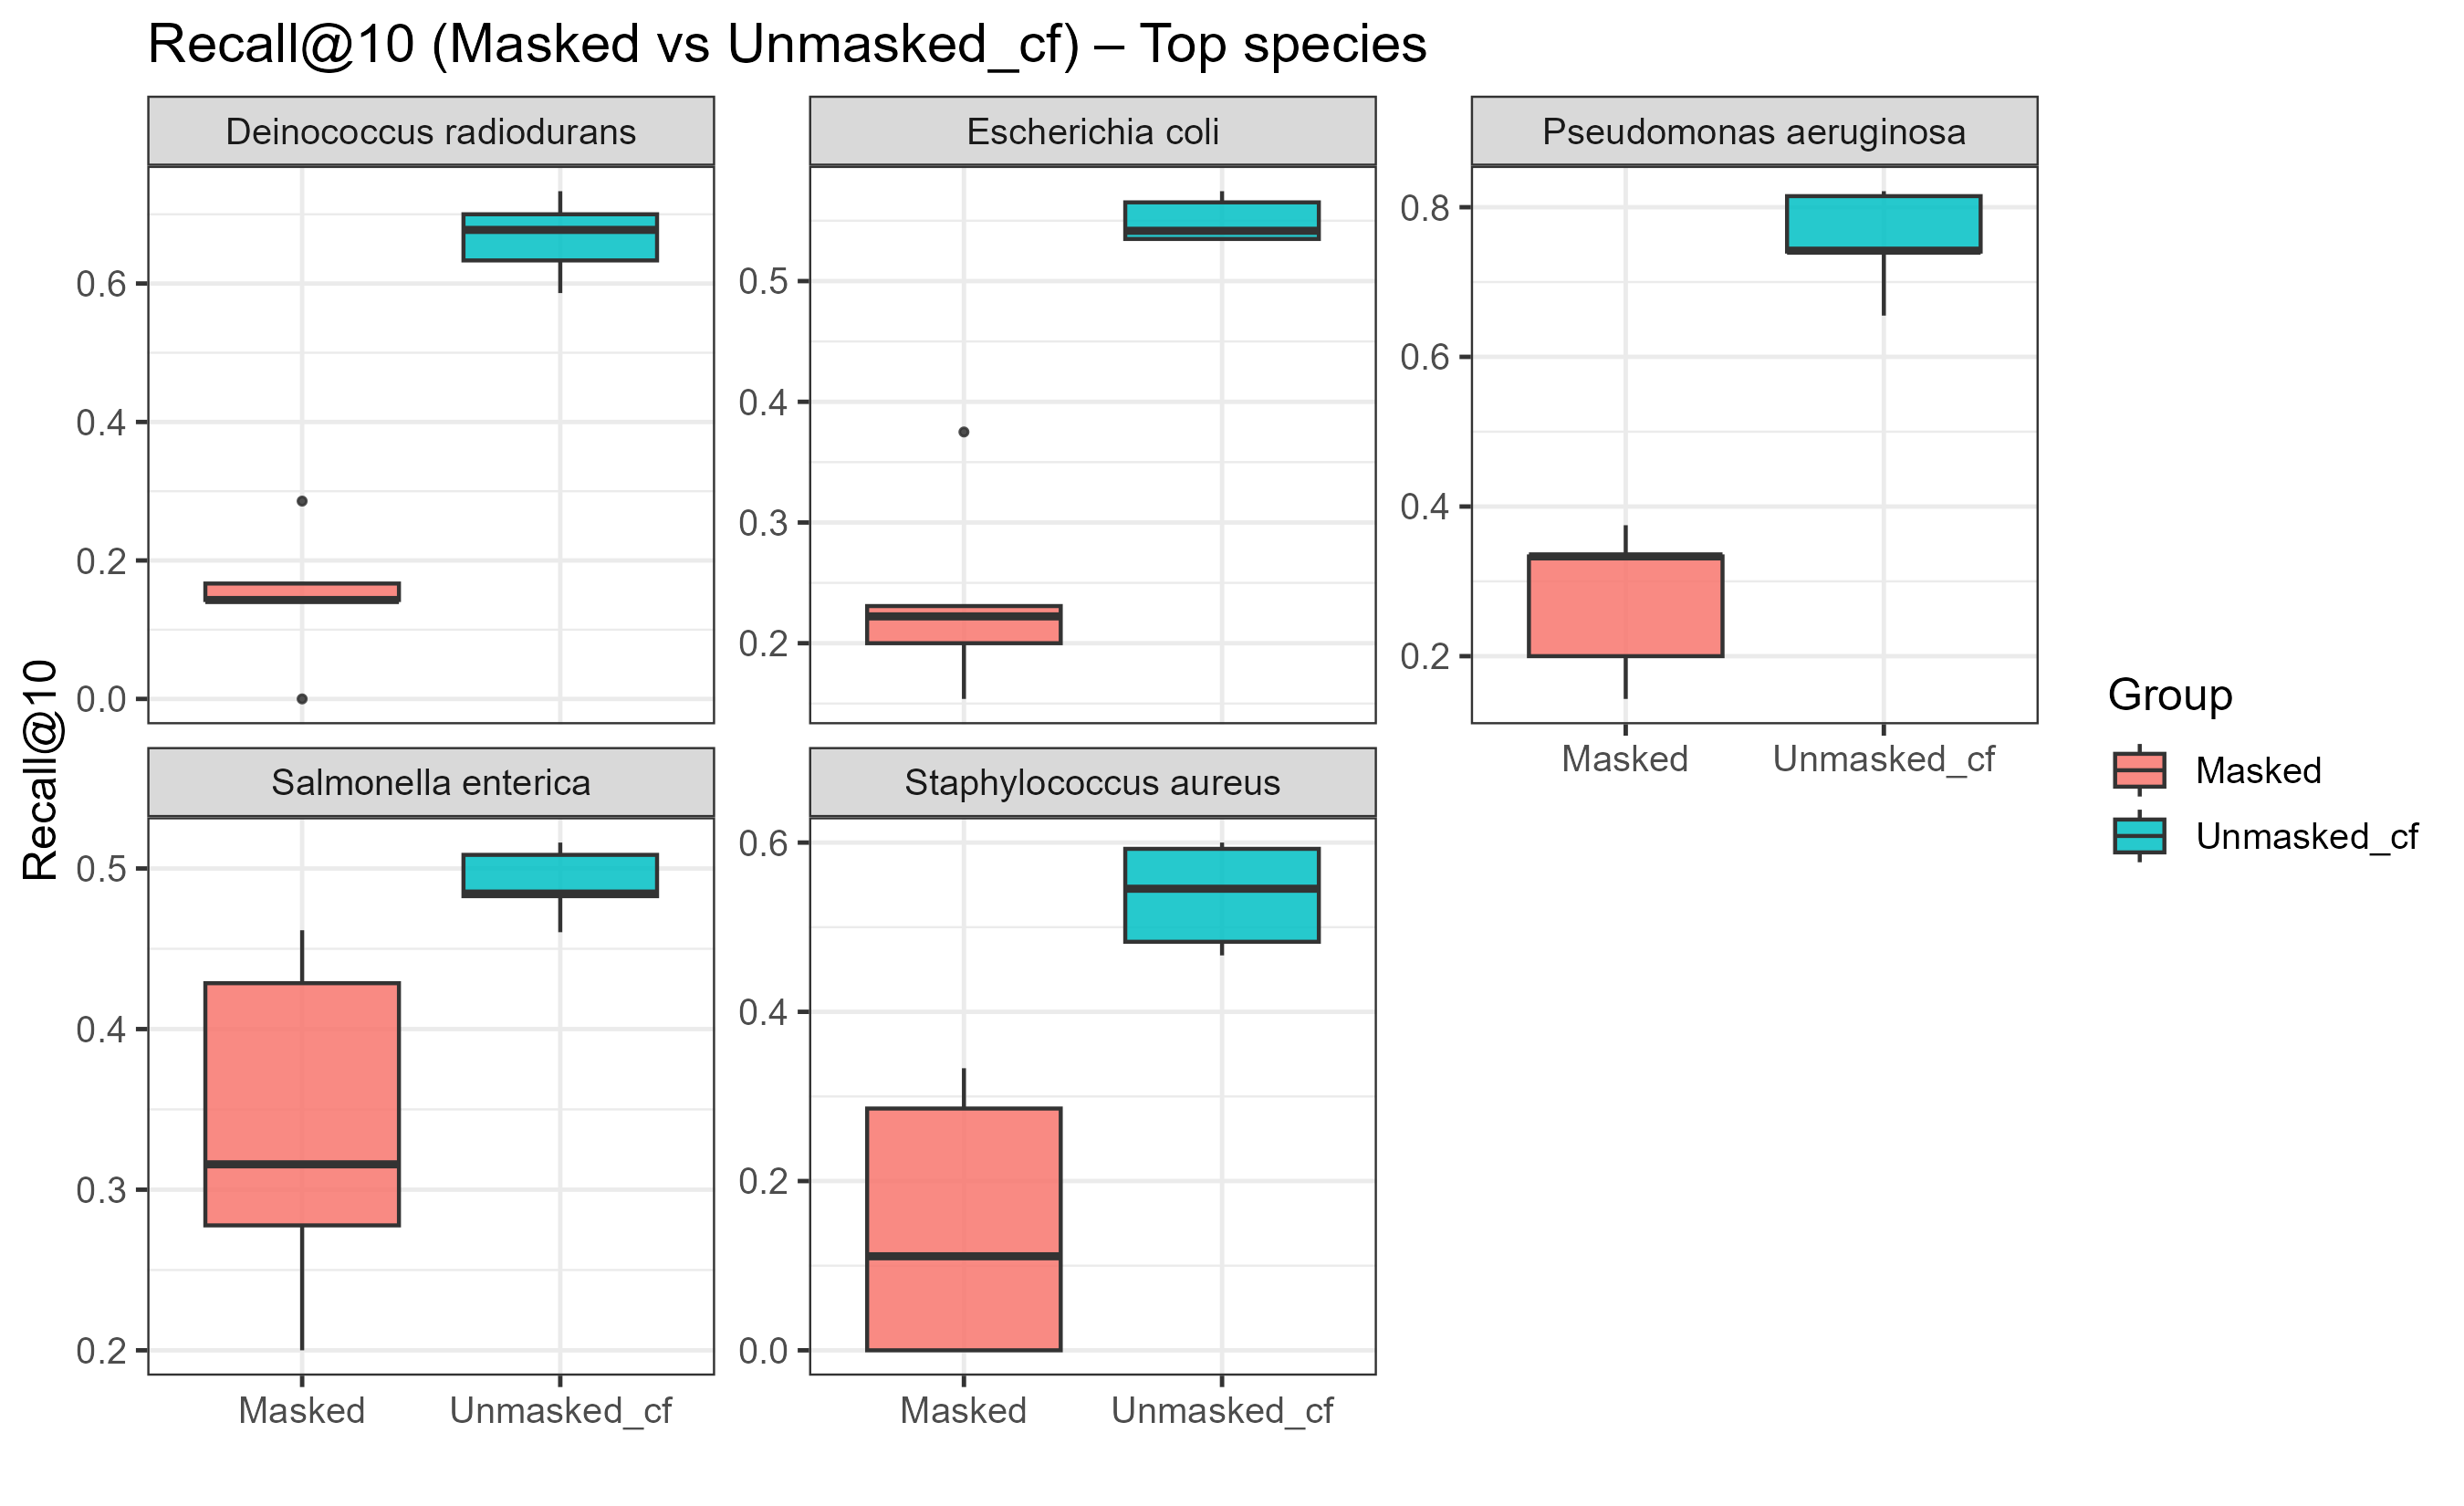 Recall@10 (Masked vs Unmasked_cf) – Top species
Deinococcus radiodurans
Escherichia coli
Pseudomonas aeruginosa
0.6
0.4
0.2
0.0
0.5
0.4
0.3
0.2
0.8
0.6
0.4
0.2
Masked
Unmasked_cf
Recall@10
Salmonella enterica
Staphylococcus aureus
0.5
0.4
0.3
0.2
0.6
0.4
0.2
0.0
Masked
Unmasked_cf
Masked
Unmasked_cf
Group
Masked
Unmasked_cf